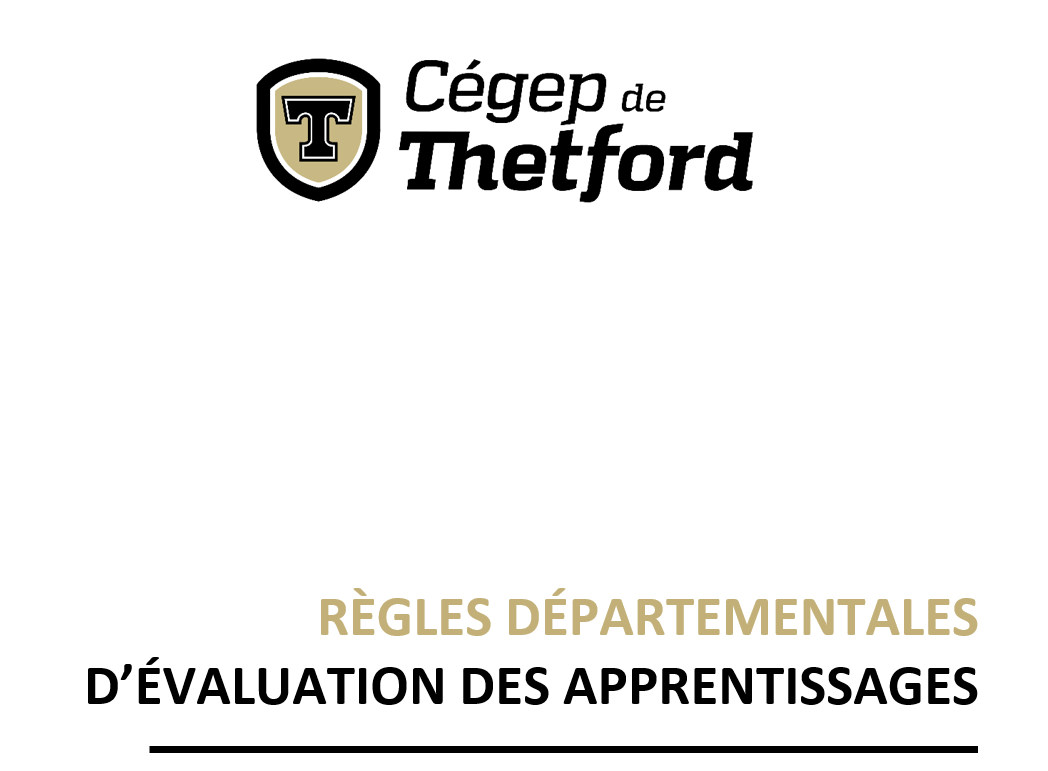 T
Cégep de
Thetford
RÈGLES DÉPARTEMENTALES
D’ÉVALUATION DES APPRENTISSAGES